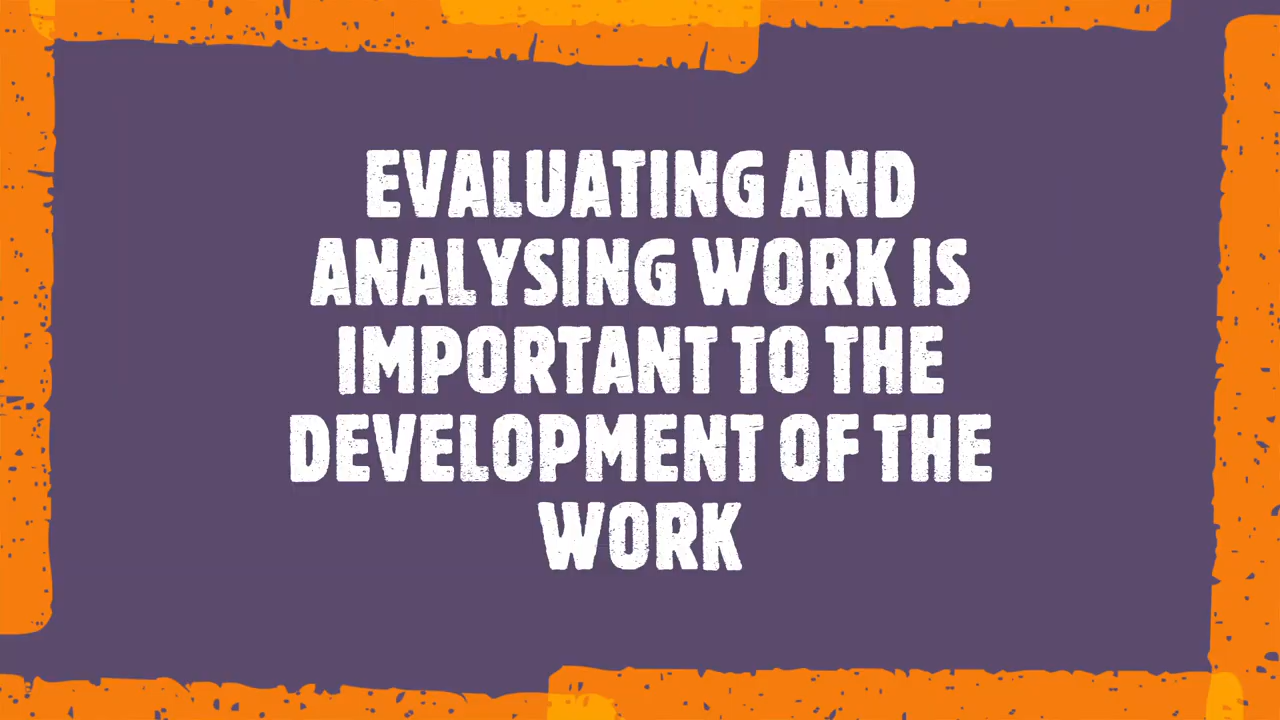 EVALUATING AND
ANALYSING WORK IS
IMPORTANT TO THE
DEVELOPMENT OF THE
WORK